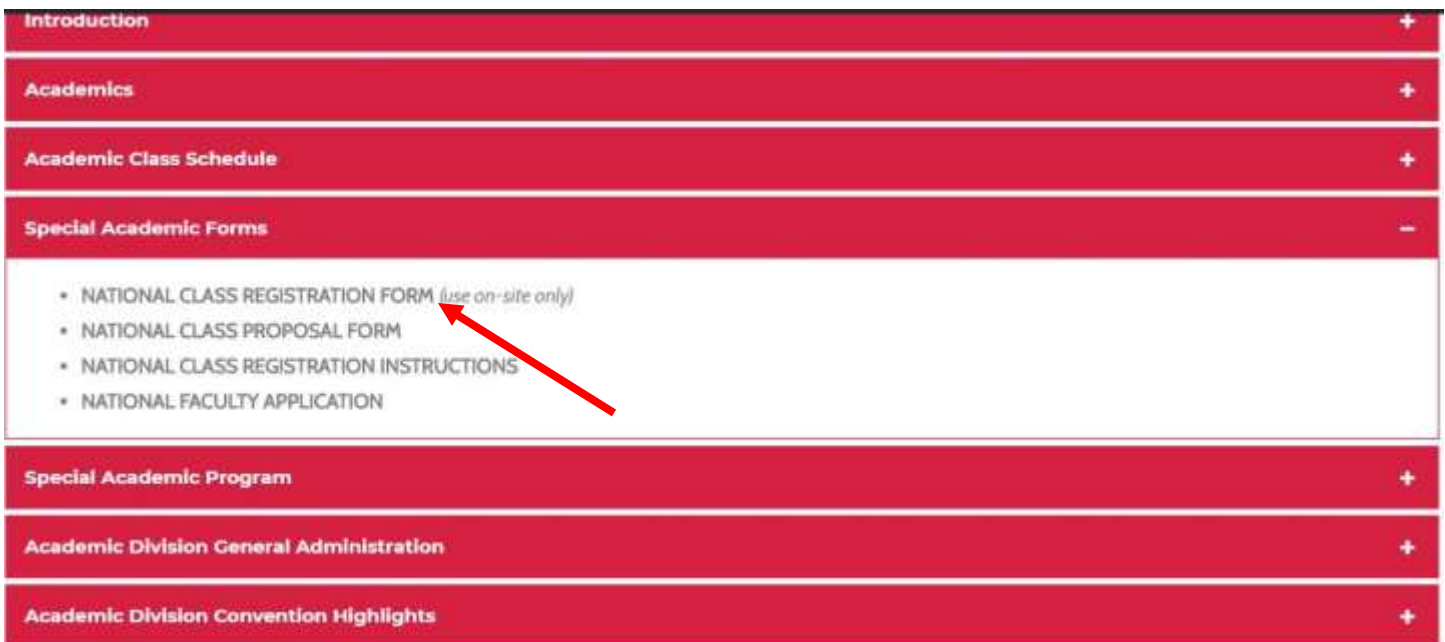 Introduction +
Academics +
Academic Class Schedule +
Special Academic Forms −
• NATIONAL CLASS REGISTRATION FORM (use on-site only)
• NATIONAL CLASS PROPOSAL FORM
• NATIONAL CLASS REGISTRATION INSTRUCTIONS
• NATIONAL FACULTY APPLICATION
Special Academic Program +
Academic Division General Administration +
Academic Division Convention Highlights +